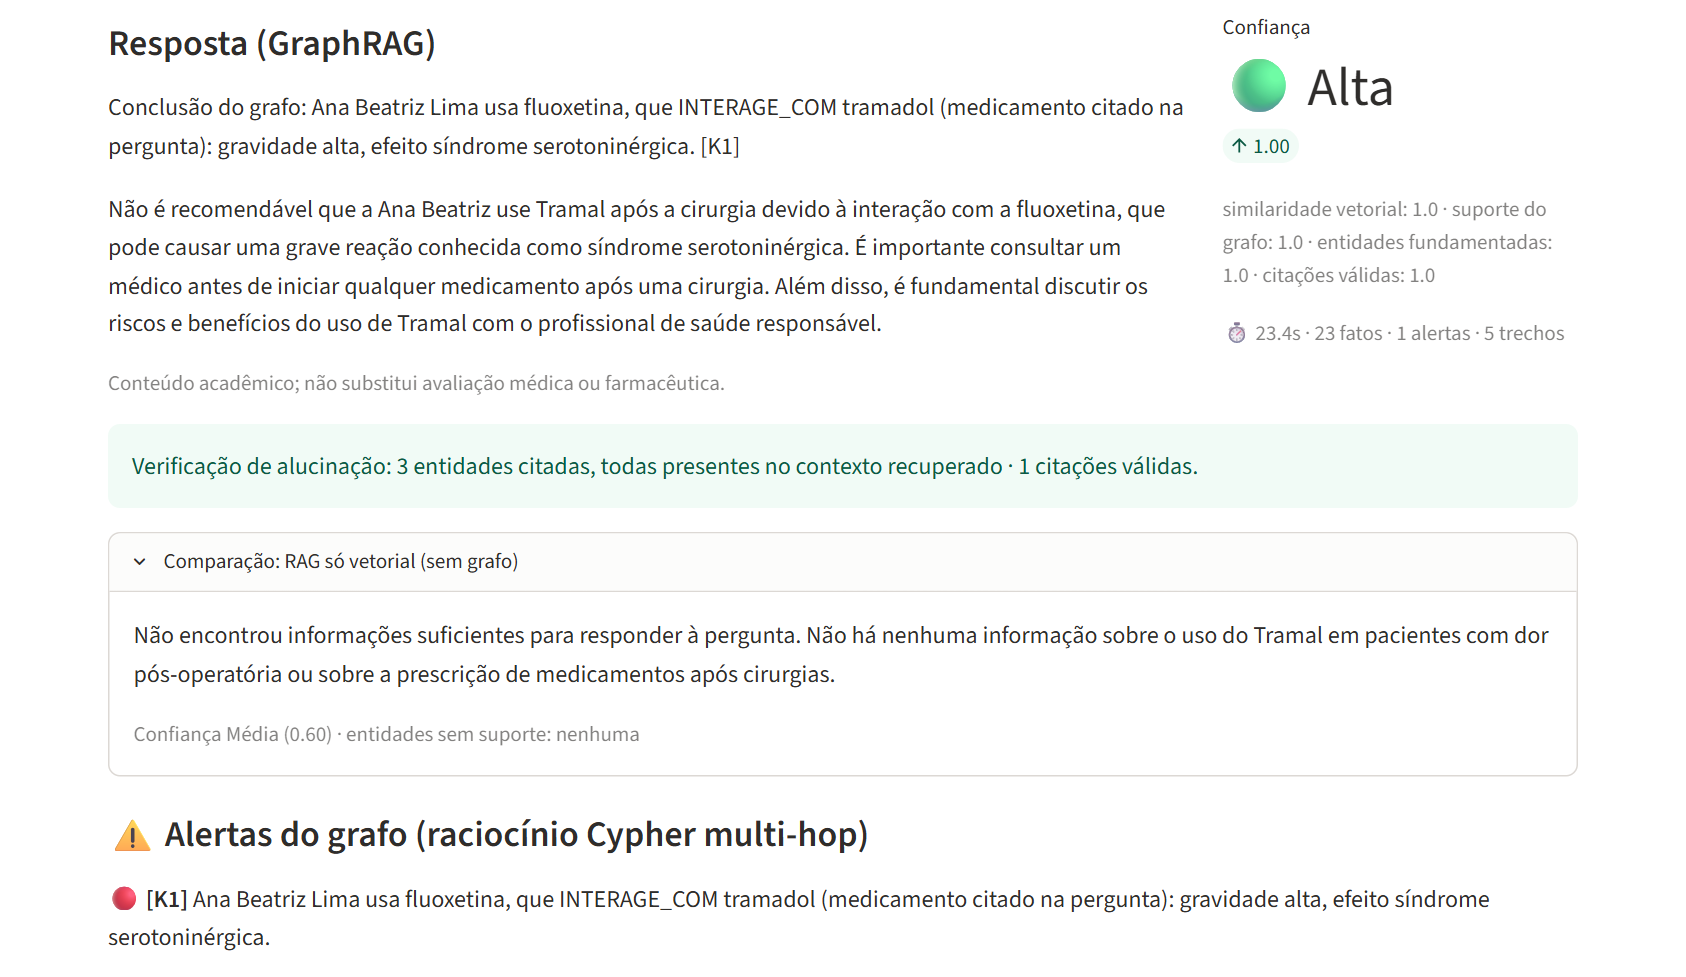 Resposta (GraphRAG)
Conclusão do grafo: Ana Beatriz Lima usa fluoxetina, que INTERAGE_COM tramadol (medicamento citado na
pergunta): gravidade alta, efeito síndrome serotoninérgica. [K1]
Não é recomendável que a Ana Beatriz use Tramal após a cirurgia devido à interação com a fluoxetina, que
pode causar uma grave reação conhecida como síndrome serotoninérgica. É importante consultar um
médico antes de iniciar qualquer medicamento após uma cirurgia. Além disso, é fundamental discutir os
riscos e benefícios do uso de Tramal com o profissional de saúde responsável.
Conteúdo acadêmico; não substitui avaliação médica ou farmacêutica.
Confiança
Alta
↑ 1.00
similaridade vetorial: 1.0 · suporte do
grafo: 1.0 · entidades fundamentadas:
1.0 · citações válidas: 1.0
23.4s · 23 fatos · 1 alertas · 5 trechos
Verificação de alucinação: 3 entidades citadas, todas presentes no contexto recuperado · 1 citações válidas.
Comparação: RAG só vetorial (sem grafo)
Não encontrou informações suficientes para responder à pergunta. Não há nenhuma informação sobre o uso do Tramal em pacientes com dor
pós-operatória ou sobre a prescrição de medicamentos após cirurgias.
Confiança Média (0.60) · entidades sem suporte: nenhuma
Alertas do grafo (raciocínio Cypher multi-hop)
[K1] Ana Beatriz Lima usa fluoxetina, que INTERAGE_COM tramadol (medicamento citado na pergunta): gravidade alta, efeito síndrome
serotoninérgica.